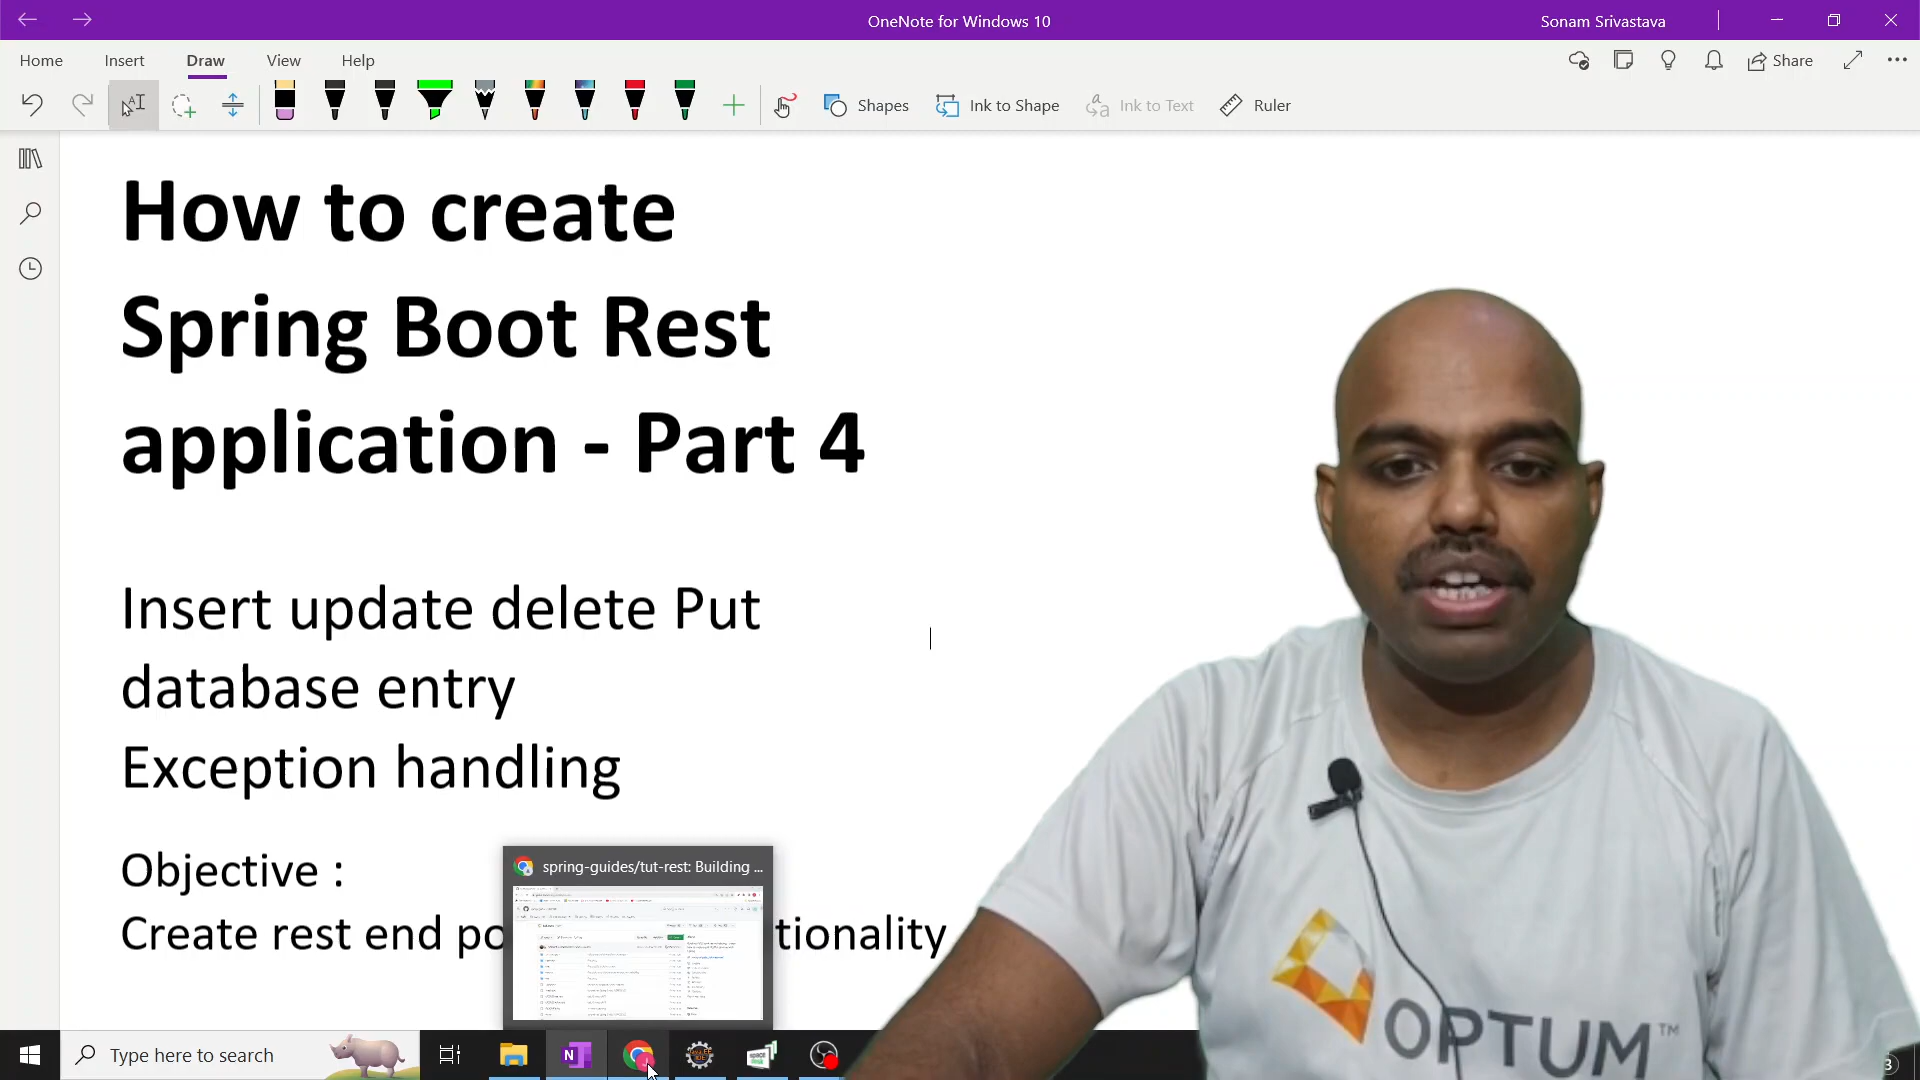 OneNote for Windows 10
Sonam Srivastava
Home Insert Draw View Help
Share
Shapes Ink to Shape Ink to Text Ruler
How to create
Spring Boot Rest
application - Part 4
Insert update delete Put
database entry
Exception handling
Objective :
Create rest end po
tionality
spring-guides/tut-rest: Building ...
OPTUM™
Type here to search